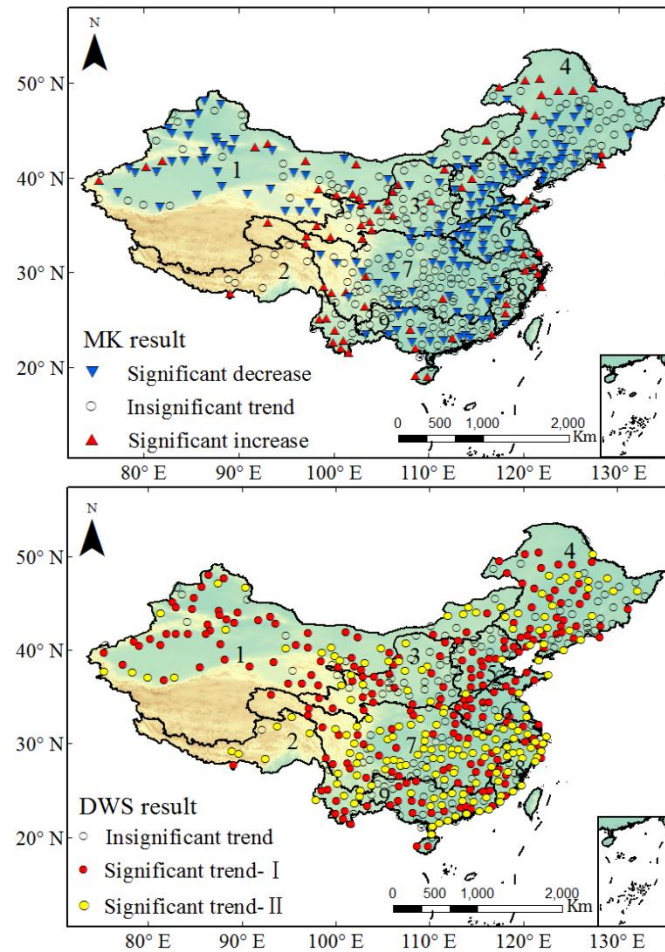 N
50° N
40° N
30° N
20° N
4
1
3
6
2
7
8
9
MK result
Significant decrease
Insignificant trend
Significant increase
0 500 1,000 2,000
Km
80° E 90° E 100° E 110° E 120° E 130° E
N
50° N
40° N
30° N
20° N
4
1
3
6
2
7
8
9
DWS result
Insignificant trend
Significant trend- Ⅰ
Significant trend- Ⅱ
0 500 1,000 2,000
Km
80° E 90° E 100° E 110° E 120° E 130° E